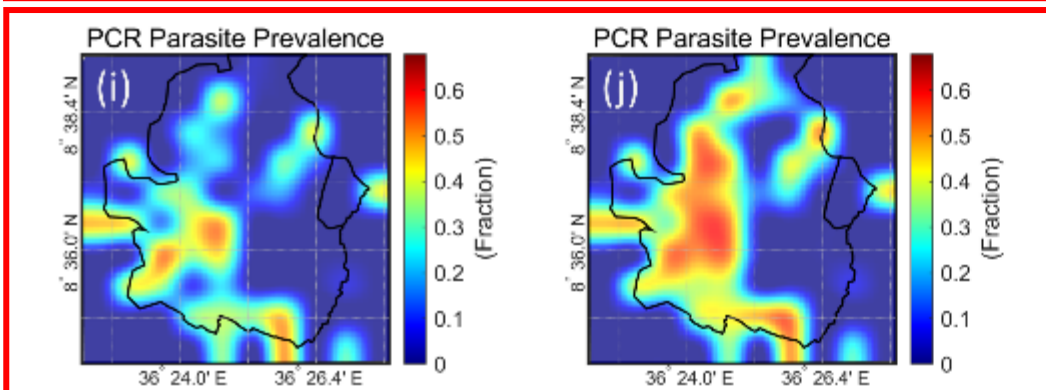 PCR Parasite Prevalence
(i)
8° 38.4' N
8° 36.0' N
36° 24.0' E
36° 26.4' E
0.6
0.5
0.4
0.3
0.2
0.1
0
(Fraction)
PCR Parasite Prevalence
(j)
8° 38.4' N
8° 36.0' N
36° 24.0' E
36° 26.4' E
0.6
0.5
0.4
0.3
0.2
0.1
0
(Fraction)